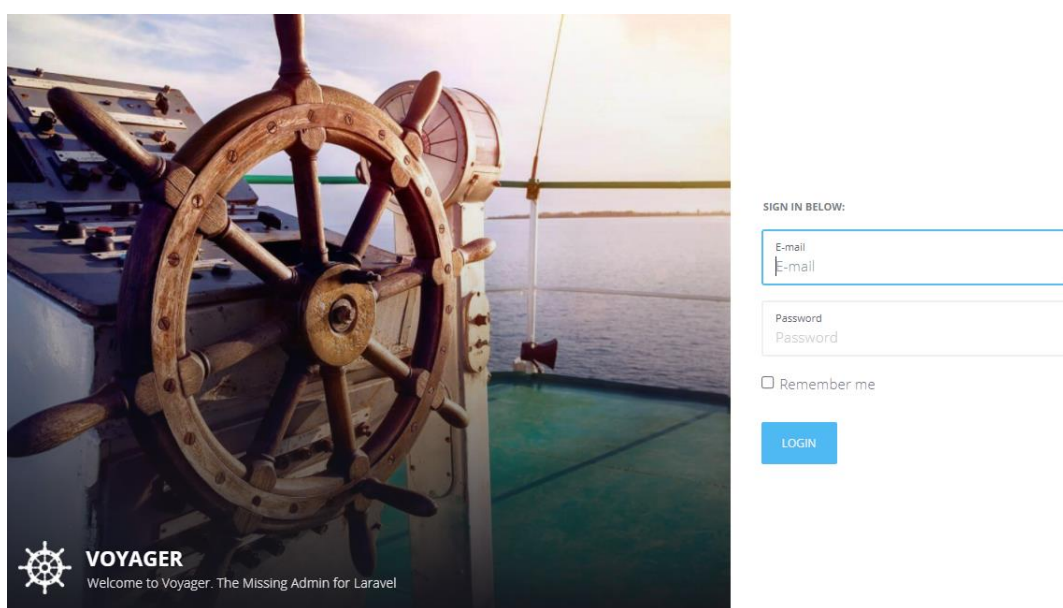 SIGN IN BELOW:
E-mail
E-mail
Password
Password
Remember me
LOGIN
VOYAGER
Welcome to Voyager. The Missing Admin for Laravel